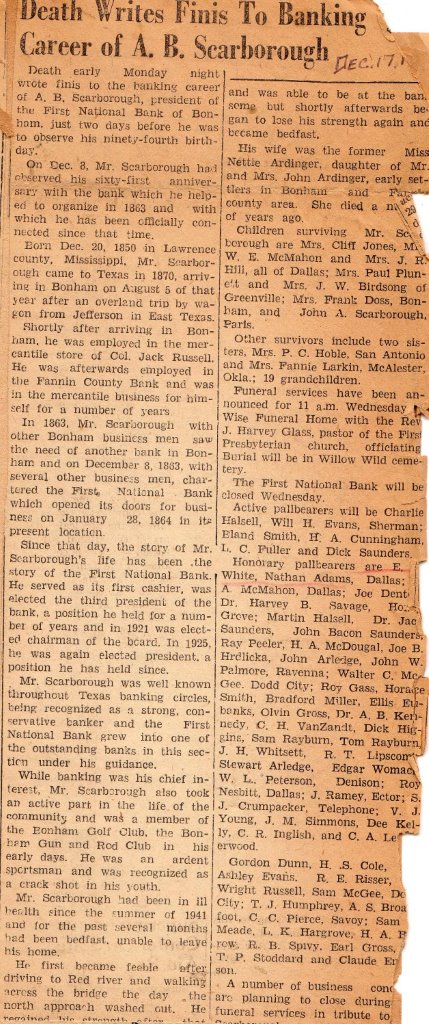 Death Writes Finis To Banking
Career of A. B. Scarborough
DEC. 17, 1
Death early Monday night
wrote finis to the banking career
of A. B. Scarborough, president of
the First National Bank of Bon-
ham, just two days before he was
to observe his ninety-fourth birth-
day.
On Dec. 8, Mr. Scarborough had
observed his sixty-first anniver-
sary with the bank which he help-
ed to organize in 1863 and with
which he has been officially con-
nected since that time.
Born Dec. 20, 1850 in Lawrence
county, Mississippi, Mr. Scarbor-
ough came to Texas in 1870, arriv-
ing in Bonham on August 5 of that
year after an overland trip by wa-
gon from Jefferson in East Texas.
Shortly after arriving in Bon-
ham, he was employed in the mer-
cantile store of Col. Jack Russell.
He was afterwards employed in
the Fannin County Bank and was
in the mercantile business for him-
self for a number of years
In 1863, Mr. Scarborough with
other Bonham business men saw
the need of another bank in Bon-
ham and on December 8, 1863, with
several other business men, char-
tered the First National Bank
which opened its doors for busi-
ness on January 28, 1864 in its
present location.
Since that day, the story of Mr.
Scarborough's life has been the
story of the First National Bank.
He served as its first cashier, was
elected the third president of the
bank, a position he held for a num-
ber of years and in 1921 was elect-
ed chairman of the board. In 1925,
he was again elected president, a
position he has held since.
Mr. Scarborough was well known
throughout Texas banking circles,
being recognized as a strong, con-
servative banker and the First
National Bank grew into one of
the outstanding banks in this sec-
tion under his guidance.
While banking was his chief in-
terest, Mr. Scarborough also took
an active part in the life of the
community and was a member of
the Bonham Golf Club, the Bon-
ham Gun and Rod Club in his
early days. He was an ardent
sportsman and was recognized as
a crack shot in his youth.
Mr. Scarborough had been in ill
health since the summer of 1941
and for the past several months
had been bedfast, unable to leave
his home.
He first became feeble after
driving to Red river and walking
across the bridge the day the
north approach washed out. He
regained his strength after that
and was able to be at the ban
some but shortly afterwards be-
gan to lose his strength again and
became bedfast.
His wife was the former Miss
Nettie Ardinger, daughter of Mr.
and Mrs. John Ardinger, early set-
tlers in Bonham and
county area. She died a
of years ago.
Children surviving Mr. Sca
borough are Mrs. Cliff Jones, M
W. E. McMahon and Mrs. J. R.
Hill, all of Dallas; Mrs. Paul Plun-
ett and Mrs. J. W. Birdsong of
Greenville; Mrs. Frank Doss, Bon-
ham, and John A. Scarborough,
Paris.
Other survivors include two sis-
ters, Mrs. P. C. Hoble, San Antonio
and Mrs. Fannie Larkin, McAlester,
Okla.; 19 grandchildren.
Funeral services have been an-
nounced for 11 a.m. Wednesday
Wise Funeral Home with the Rev
J. Harvey Glass, pastor of the First
Presbyterian church, officiating
Burial will be in Willow Wild ceme-
tery.
The First National Bank will be
closed Wednesday.
Active pallbearers will be Charlie
Halsell, Will H. Evans, Sherman;
Eland Smith, H. A. Cunningham,
L. C. Fuller and Dick Saunders.
Honorary pallbearers are E.
White, Nathan Adams, Dallas;
A. McMahon, Dallas; Joe Dent
Dr. Harvey B. Savage, Ho
Grove; Martin Halsell, Dr. Jac
Saunders, John Bacon Saunders,
Ray Peeler, H. A. McDougal, Joe B.
Hrdlicka, John Arledge, John W.
Palmore, Ravenna; Walter C. Mc-
Gee, Dodd City; Roy Gass, Horace
Smith, Bradford Miller, Ellis Eu-
banks, Olvin Gross, Dr. A. B. Ken-
nedy, C. H. VanZandt, Dick Hig-
gins, Sam Rayburn, Tom Rayburn,
J. H. Whitsett, R. T. Lipscom
Stewart Arledge, Edgar Womac
W. L. Peterson, Denison; Roy
Nesbitt, Dallas; J. Ramey, Ector; S.
J. Crumpacker, Telephone; V. J.
Young, J. M. Simmons, Dee Kel-
ly, C. R. Inglish, and C. A. Le
erwood.
Gordon Dunn, H. S. Cole,
Ashley Evans. R. E. Risser,
Wright Russell, Sam McGee, Do
City; T. J. Humphrey, A. S. Broa
foot, C. C. Pierce, Savoy; Sam
Meade, L. K. Hargrove, H. A. B
row, R. B. Spivy. Earl Gross,
T. P. Stoddard and Claude En
son.
A number of business conc
are planning to close during
funeral services in tribute to
Scarborough